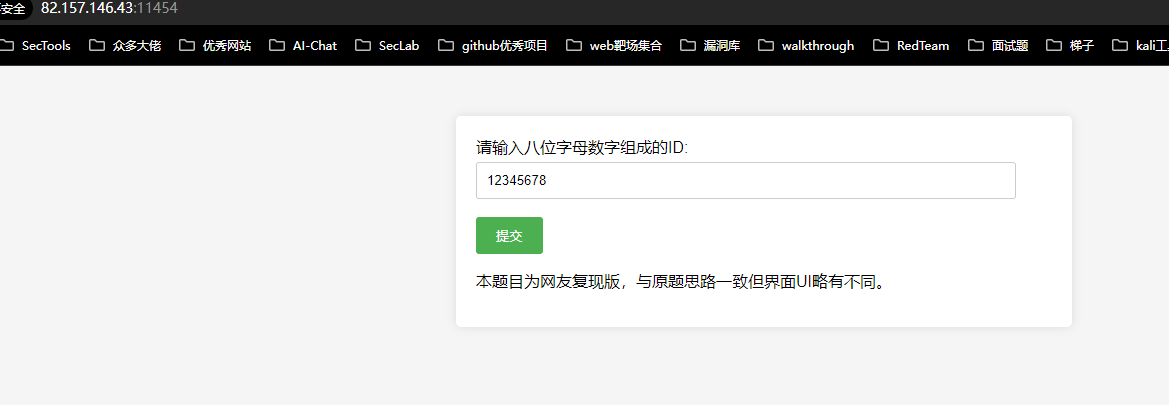 安全 82.157.146.43:11454
SecTools 众多大佬 优秀网站 AI-Chat SecLab github优秀项目 web靶场集合 漏洞库 walkthrough RedTeam 面试题 梯子 kali工
请输入八位字母数字组成的ID:
12345678
提交
本题目为网友复现版，与原题思路一致但界面UI略有不同。